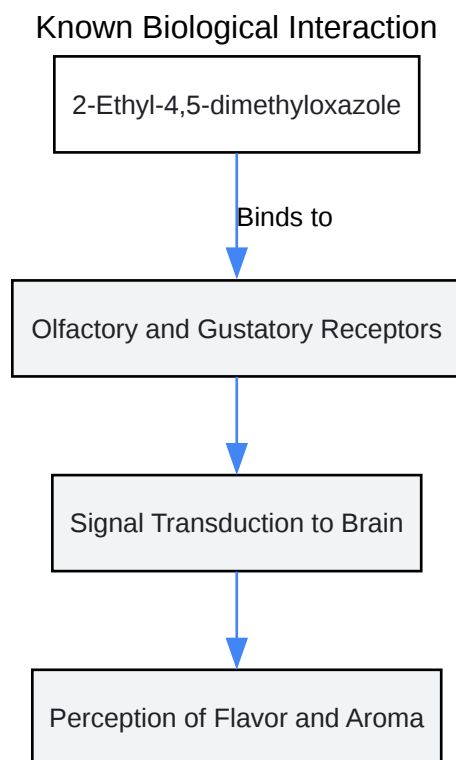 Known Biological Interaction
2-Ethyl-4,5-dimethyloxazole
Binds to
Olfactory and Gustatory Receptors
Signal Transduction to Brain
Perception of Flavor and Aroma